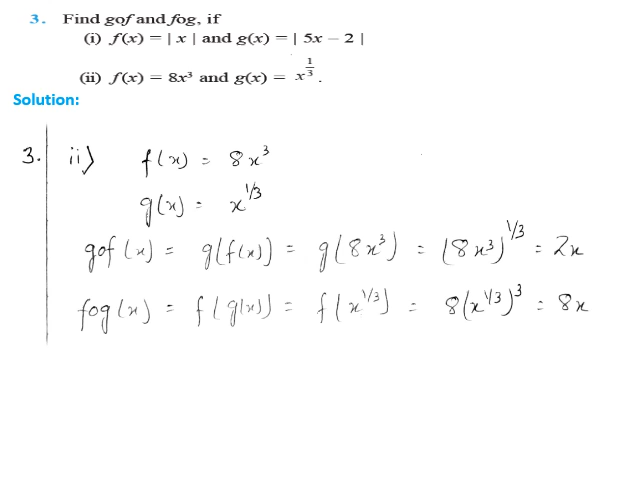 3. Find gof and fog, if
(i) f(x) = | x | and g(x) = | 5x – 2 |
(ii) f(x) = 8x³ and g(x) = x^(1/3).
Solution:
3. ii) f(x) = 8x³
g(x) = x^(1/3)
gof(x) = g(f(x)) = g(8x³) = (8x³)^(1/3) = 2x
fog(x) = f(g(x)) = f(x^(1/3)) = 8(x^(1/3))³ = 8x